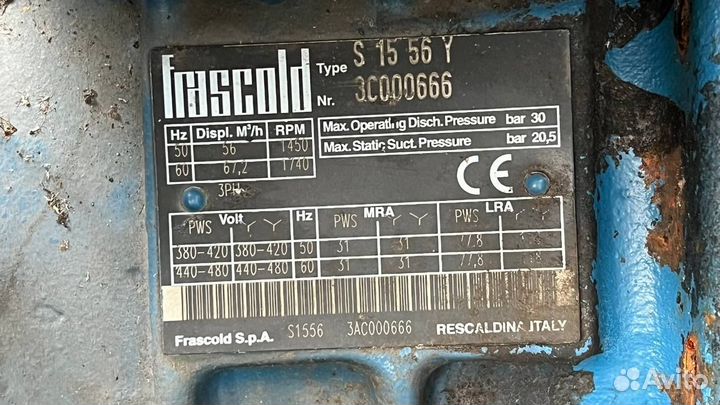 Frascold Type S 15 56 Y
Nr. 3C000666
Hz Displ. M³/h RPM
50 56 1450
60 67,2 1740
Max. Operating Disch. Pressure bar 30
Max. Static Suct. Pressure bar 20,5
3PH
CE
Volt Hz MRA LRA
PWS PWS PWS
380-420 380-420 50 31 31
440-480 440-480 60 31 31 77,8
Frascold S.p.A. S1556 3AC000666 RESCALDINA ITALY
Avito